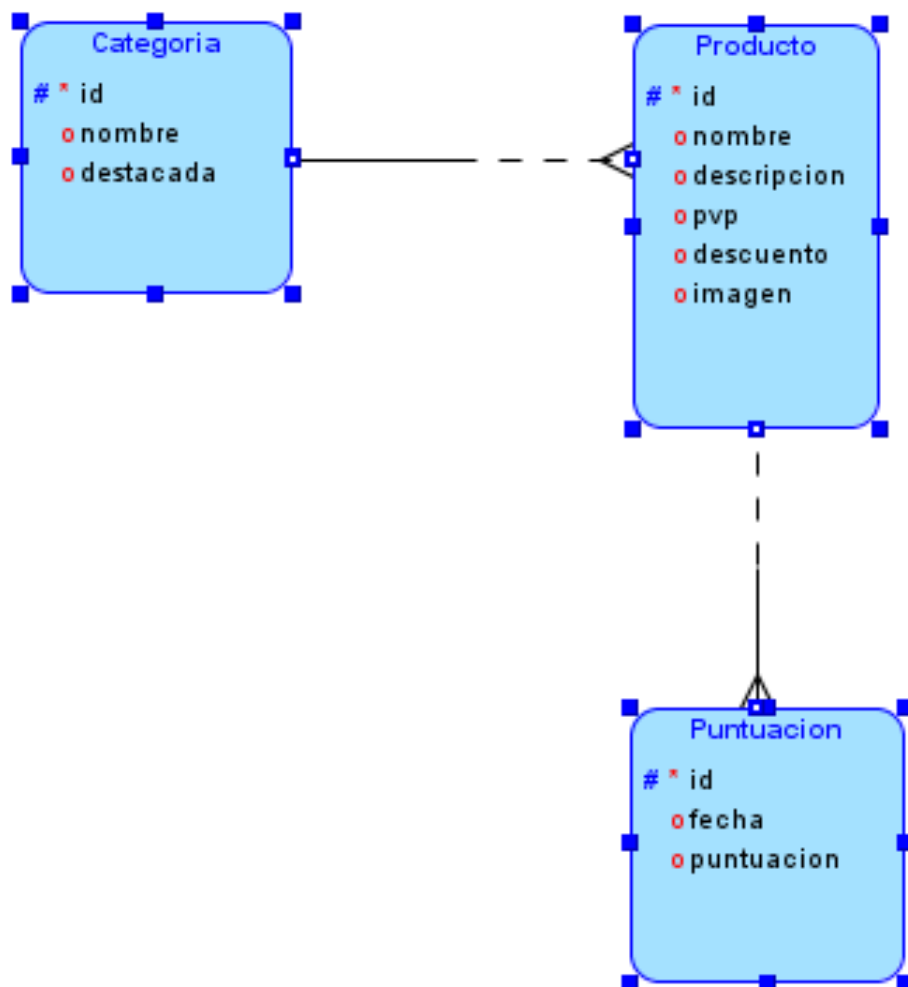 Categoria
# * id
o nombre
o destacada
Producto
# * id
o nombre
o descripcion
o pvp
o descuento
o imagen
Puntuacion
# * id
o fecha
o puntuacion